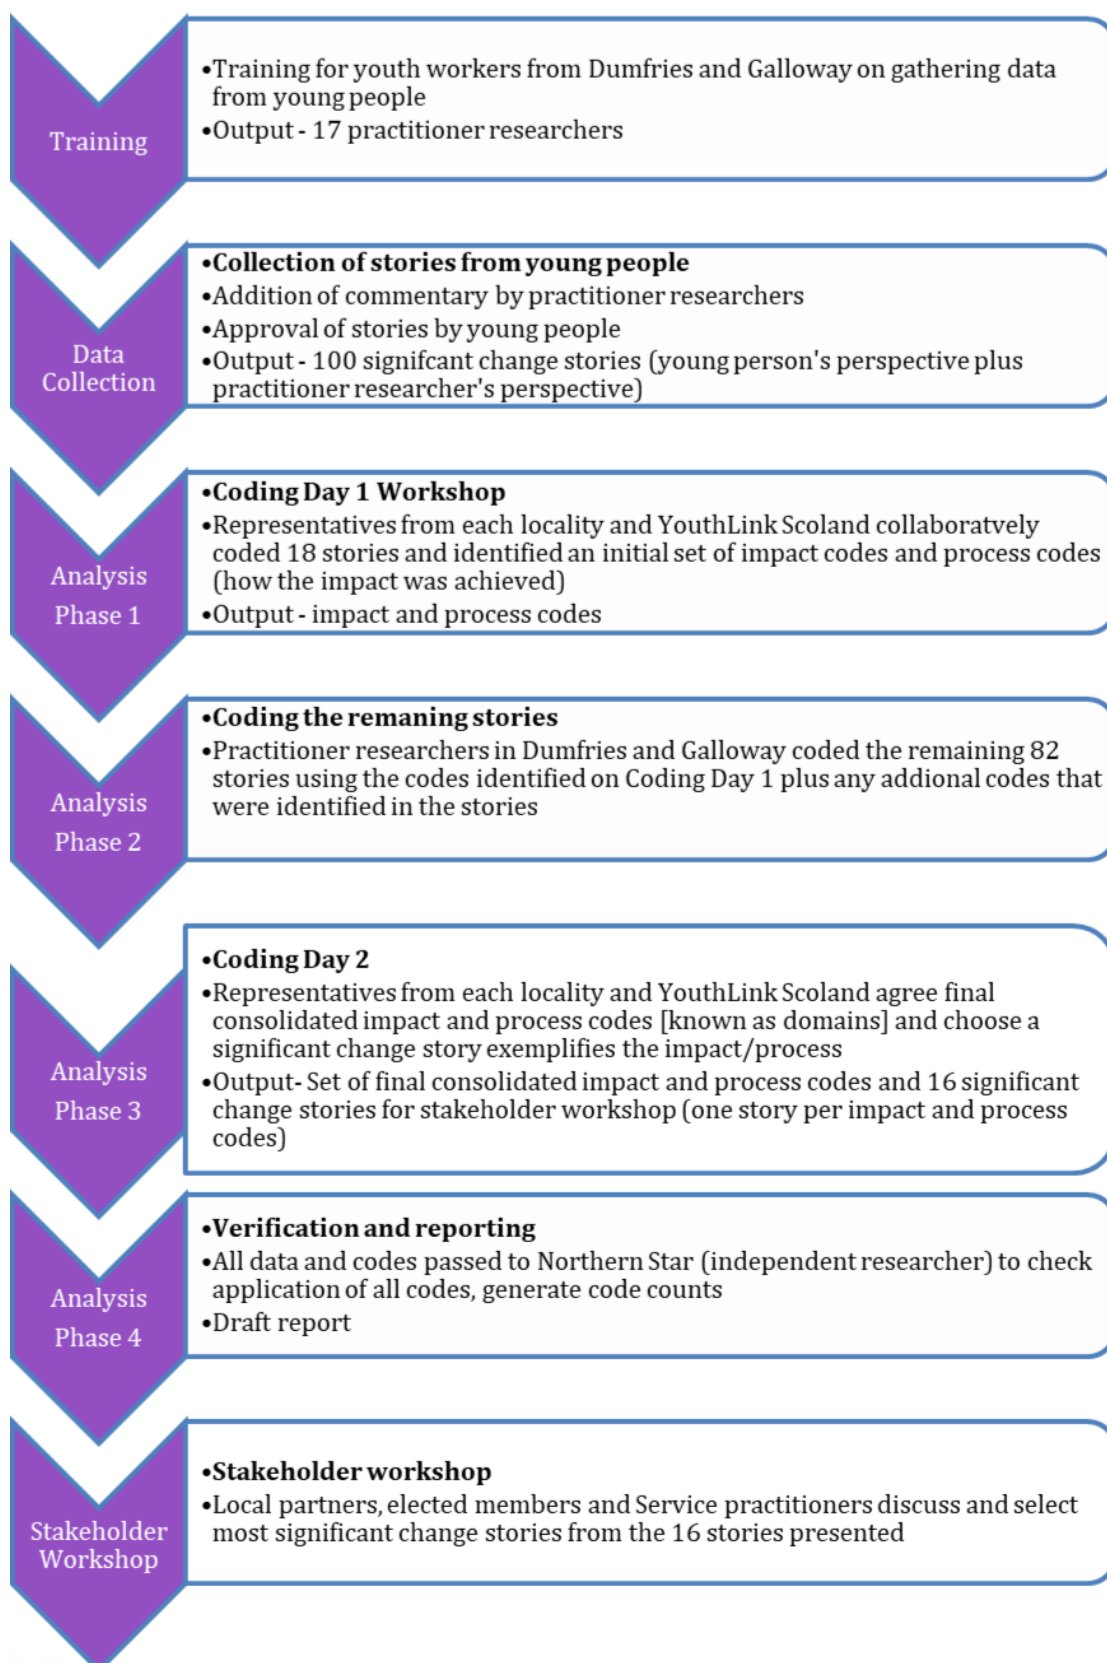 Training
•Training for youth workers from Dumfries and Galloway on gathering data
from young people
•Output - 17 practitioner researchers
Data
Collection
•Collection of stories from young people
•Addition of commentary by practitioner researchers
•Approval of stories by young people
•Output - 100 signifcant change stories (young person's perspective plus
practitioner researcher's perspective)
Analysis
Phase 1
•Coding Day 1 Workshop
•Representatives from each locality and YouthLink Scoland collaboratvely
coded 18 stories and identified an initial set of impact codes and process codes
(how the impact was achieved)
•Output - impact and process codes
Analysis
Phase 2
•Coding the remaning stories
•Practitioner researchers in Dumfries and Galloway coded the remaining 82
stories using the codes identified on Coding Day 1 plus any addional codes that
were identified in the stories
Analysis
Phase 3
•Coding Day 2
•Representatives from each locality and YouthLink Scoland agree final
consolidated impact and process codes [known as domains] and choose a
significant change story exemplifies the impact/process
•Output- Set of final consolidated impact and process codes and 16 significant
change stories for stakeholder workshop (one story per impact and process
codes)
Analysis
Phase 4
•Verification and reporting
•All data and codes passed to Northern Star (independent researcher) to check
application of all codes, generate code counts
•Draft report
Stakeholder
Workshop
•Stakeholder workshop
•Local partners, elected members and Service practitioners discuss and select
most significant change stories from the 16 stories presented